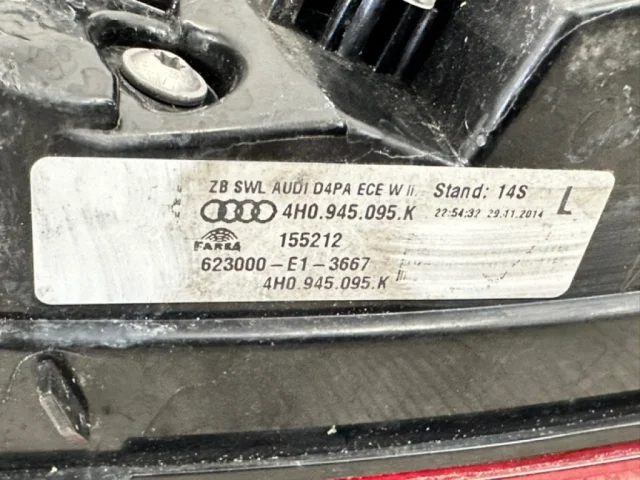 ZB SWL AUDI D4PA ECE W li. Stand: 14S L
4H0.945.095.K 22:54:32 29.11.2014
FARBA 155212
623000-E1-3667
4H0.945.095.K